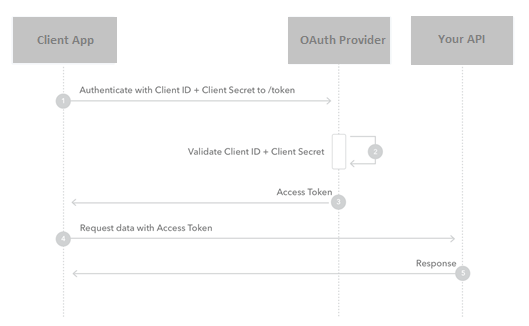 Client App
OAuth Provider
Your API
Authenticate with Client ID + Client Secret to /token
1
Validate Client ID + Client Secret
2
Access Token
3
Request data with Access Token
4
Response
5